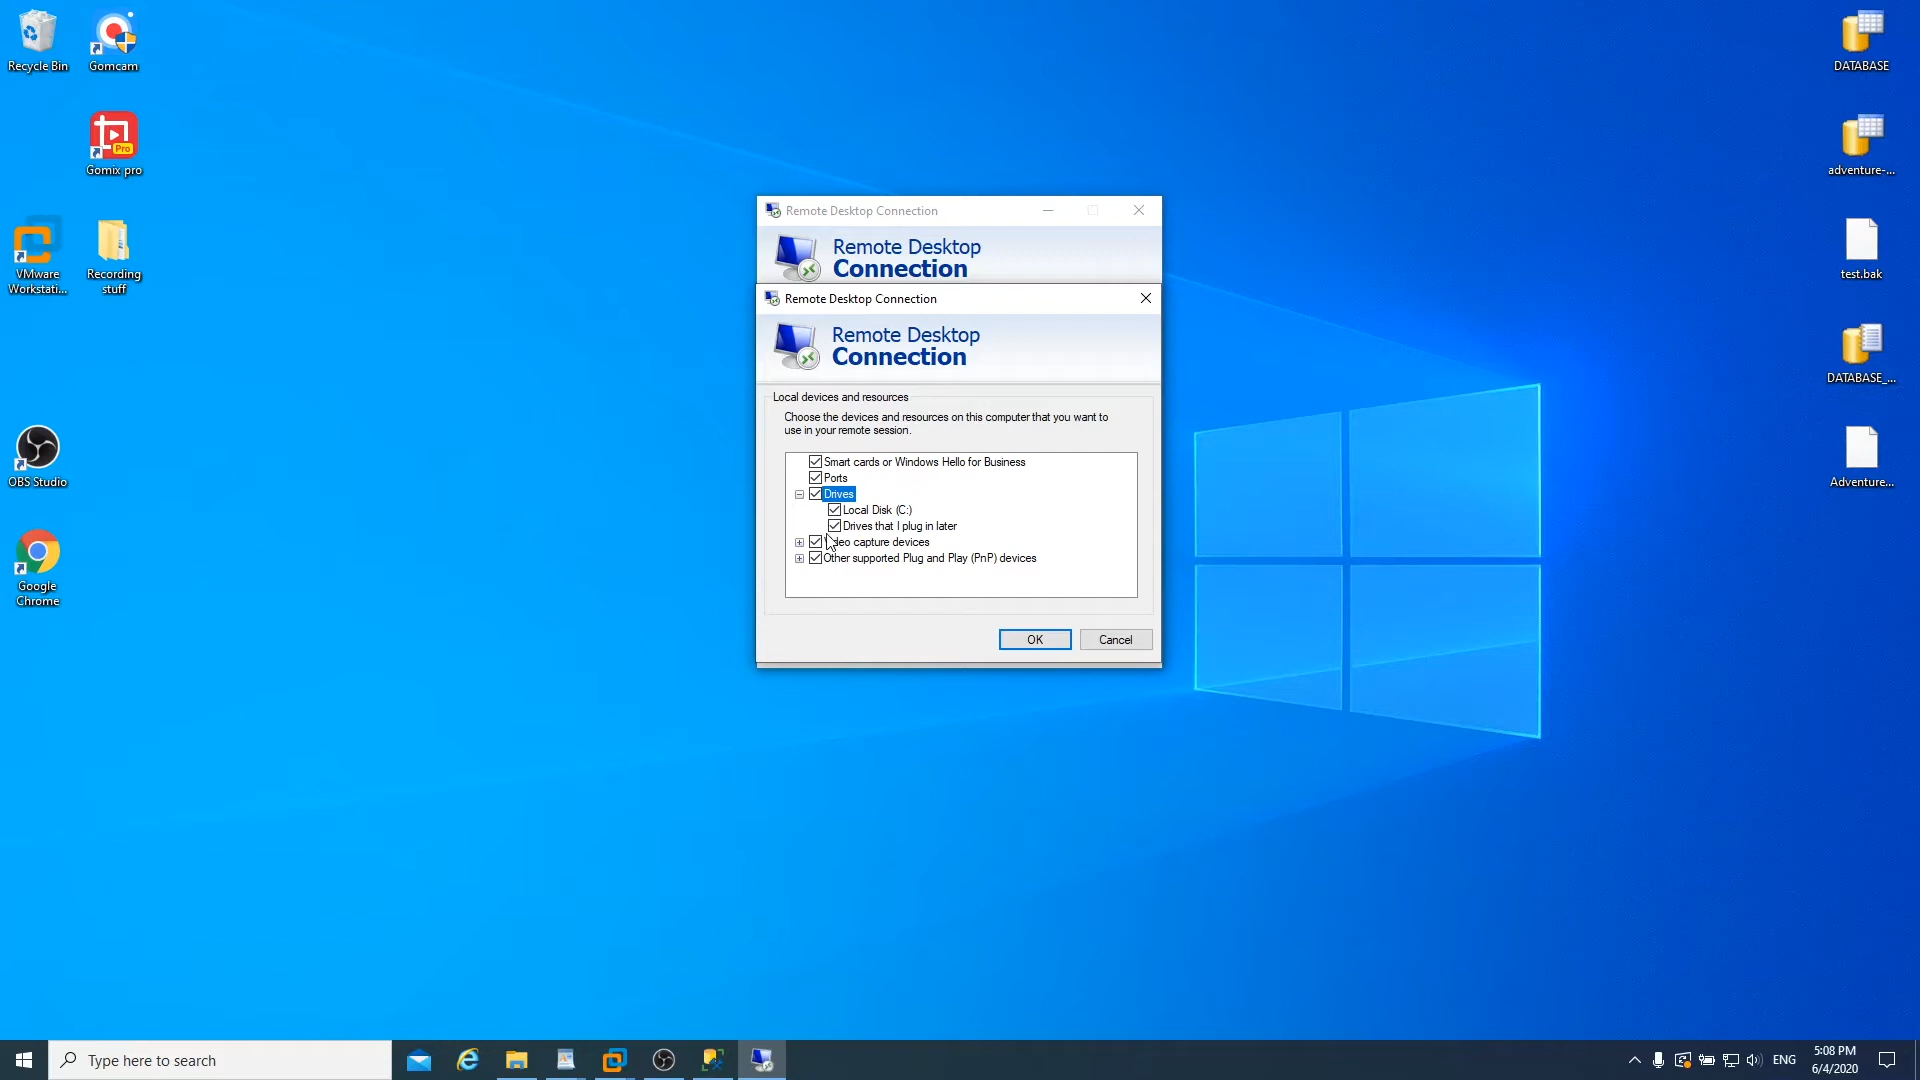 Recycle Bin
Gomcam
Pro
Gomix pro
VMware
Workstati...
Recording
stuff
OBS Studio
Google
Chrome
DATABASE
adventure-...
test.bak
DATABASE_...
Adventure...
Remote Desktop Connection
Remote Desktop
Connection
Remote Desktop Connection
Remote Desktop
Connection
Local devices and resources
Choose the devices and resources on this computer that you want to
use in your remote session.
Smart cards or Windows Hello for Business
Ports
Drives
Local Disk (C:)
Drives that I plug in later
deo capture devices
Other supported Plug and Play (PnP) devices
OK
Cancel
Type here to search
ENG
5:08 PM
6/4/2020